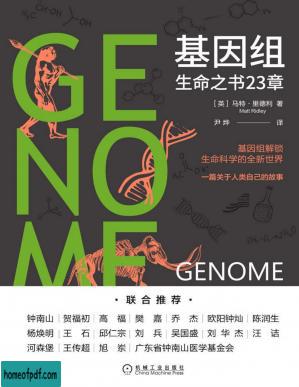 GE
NO
ME
基因组
生命之书23章
[英] 马特·里德利 著
Matt Ridley
尹烨 译
基因组解锁
生命科学的全新世界
一篇关于人类自己的故事
GENOME
联合推荐
钟南山 | 贺福初 | 高福 | 樊嘉 | 乔杰 | 欧阳钟灿 | 陈润生
杨焕明 | 王石 | 邱仁宗 | 刘兵 | 吴国盛 | 刘华杰 | 汪诘
河森堡 | 王传超 | 旭崇 | 广东省钟南山医学基金会
机械工业出版社
China Machine Press
homeofpdf.com